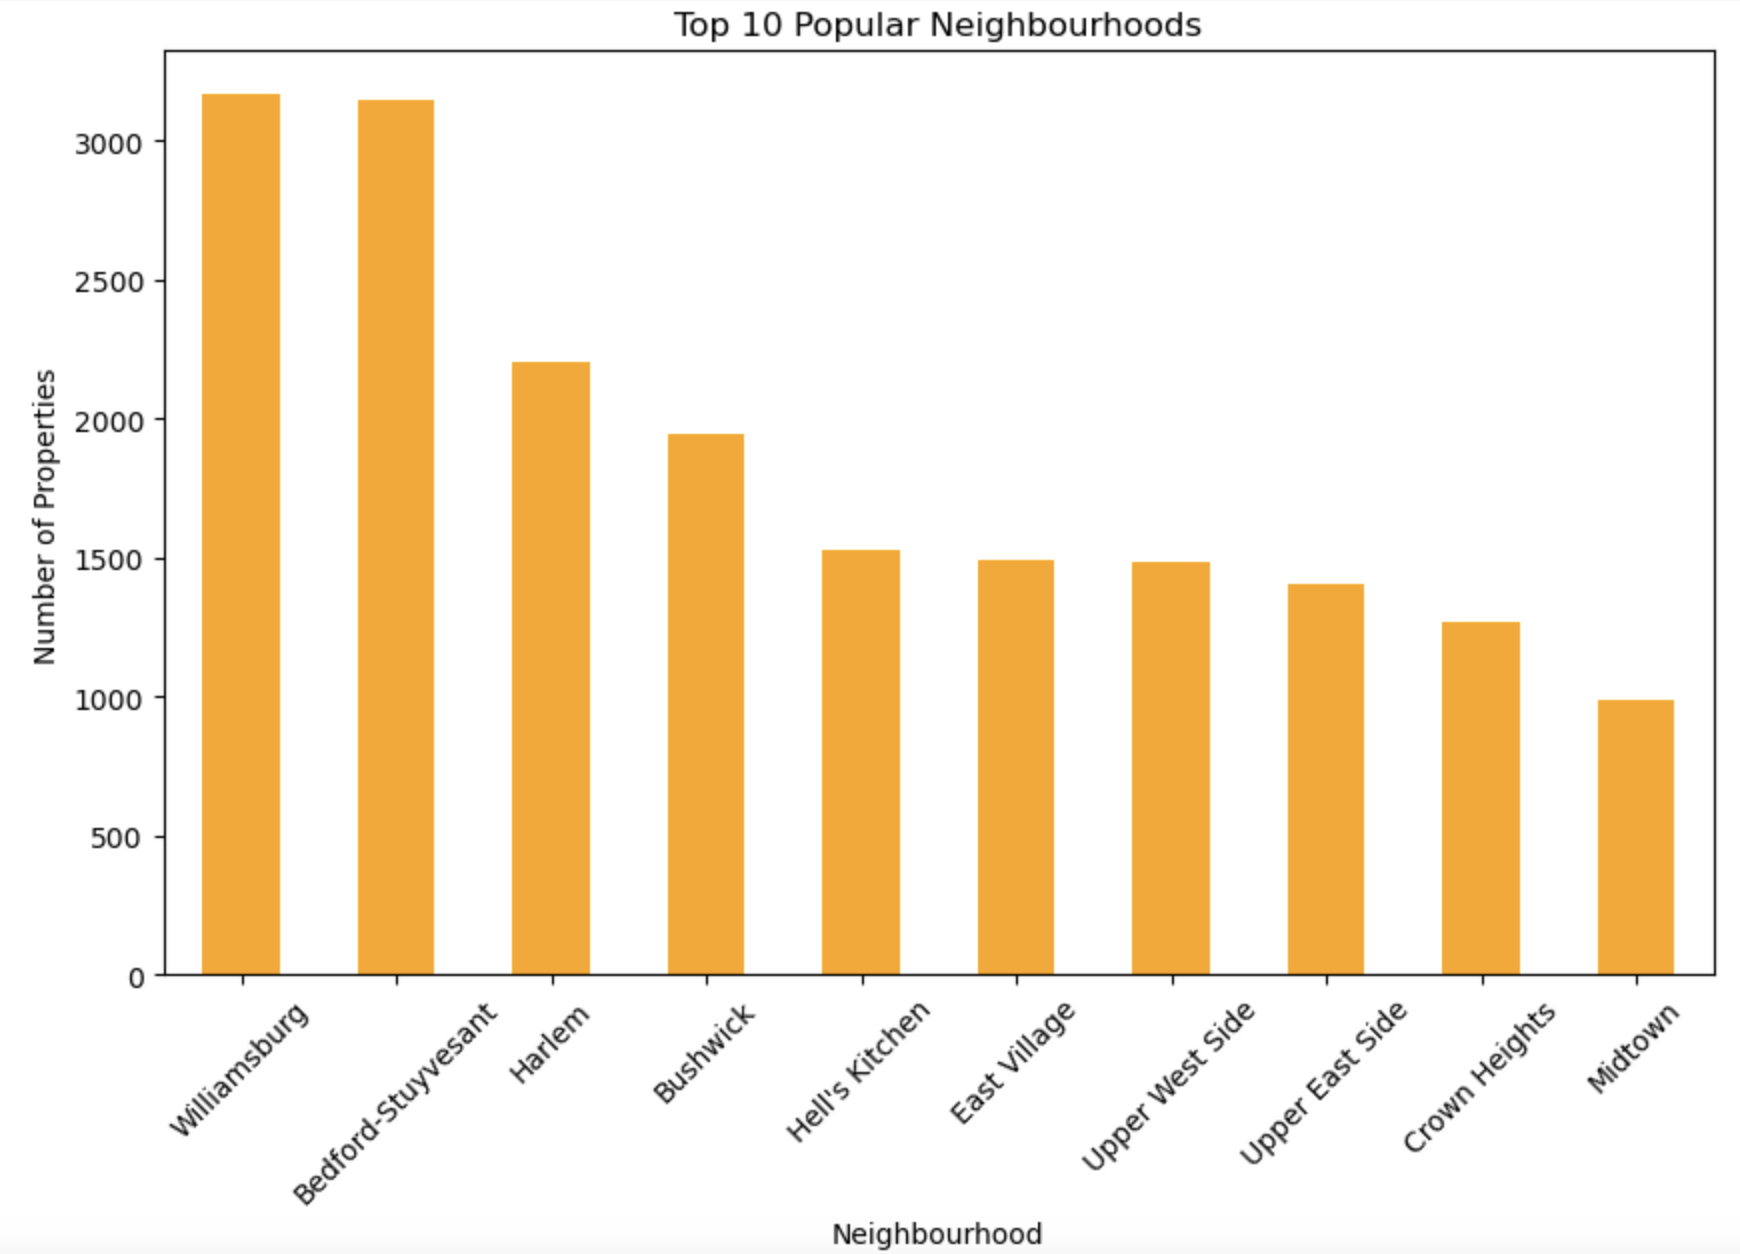 Top 10 Popular Neighbourhoods
3000
2500
2000
1500
1000
500
0
Number of Properties
Williamsburg
Bedford-Stuyvesant
Harlem
Bushwick
Hell's Kitchen
East Village
Upper West Side
Upper East Side
Crown Heights
Midtown
Neighbourhood